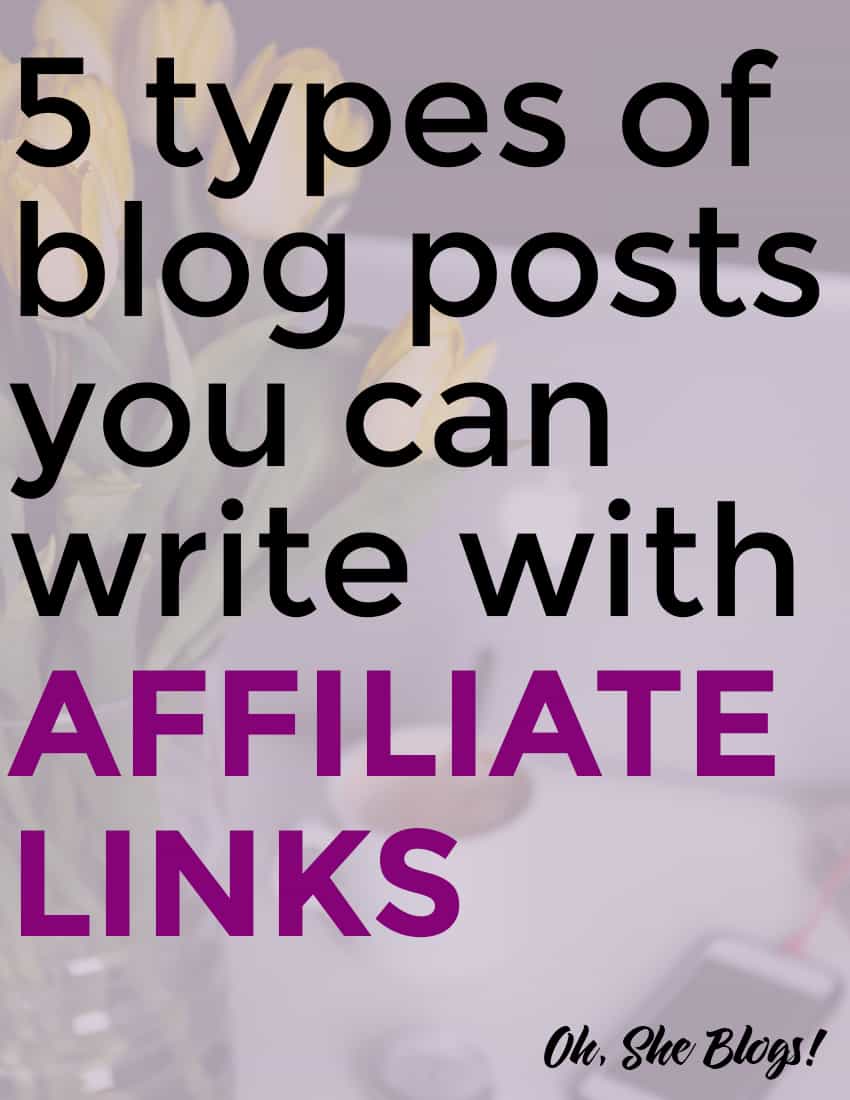 5 types of
blog posts
you can
write with
AFFILIATE
LINKS
Oh, She Blogs!